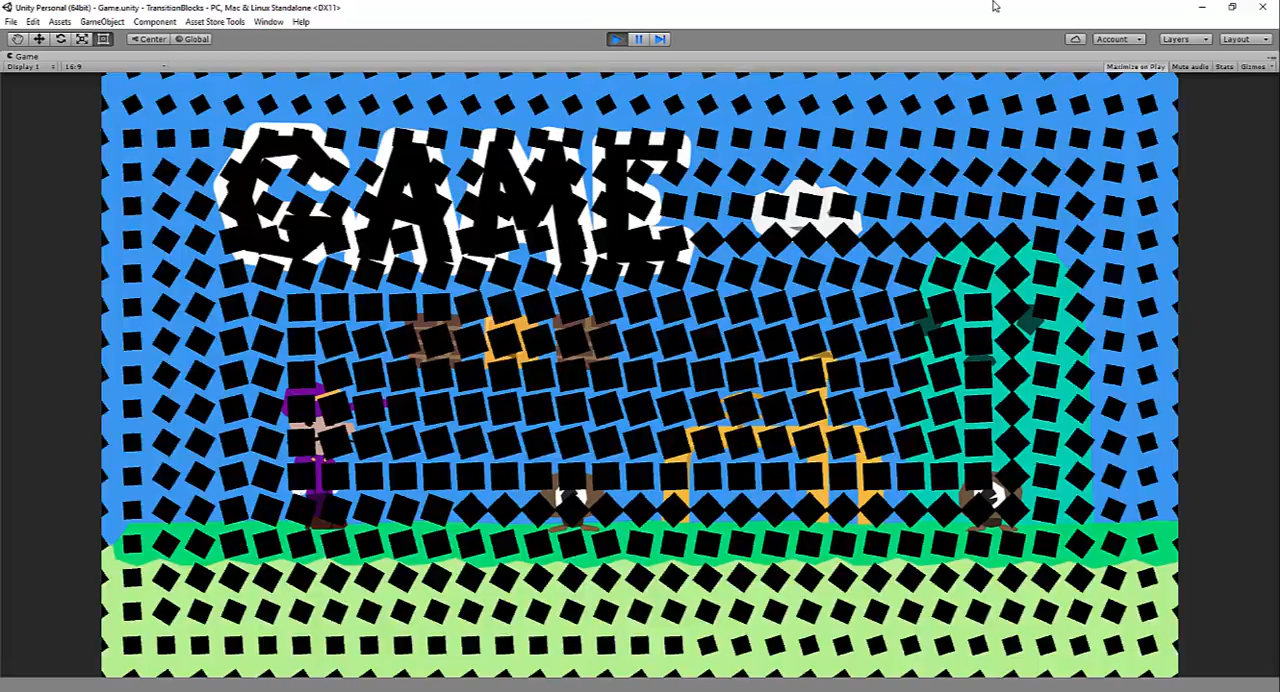 Unity Personal (64bit) - Game.unity - TransitionBlocks - PC, Mac & Linux Standalone <DX11>
File Edit Assets GameObject Component Asset Store Tools Window Help
Center Global Account Layers Layout
Game
Display 1 16:9 Maximize on Play Mute audio Stats Gizmos
GAME